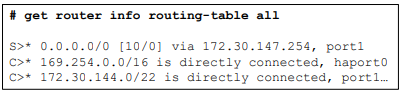 # get router info routing-table all
S>* 0.0.0.0/0 [10/0] via 172.30.147.254, port1
C>* 169.254.0.0/16 is directly connected, haport0
C>* 172.30.144.0/22 is directly connected, port1…